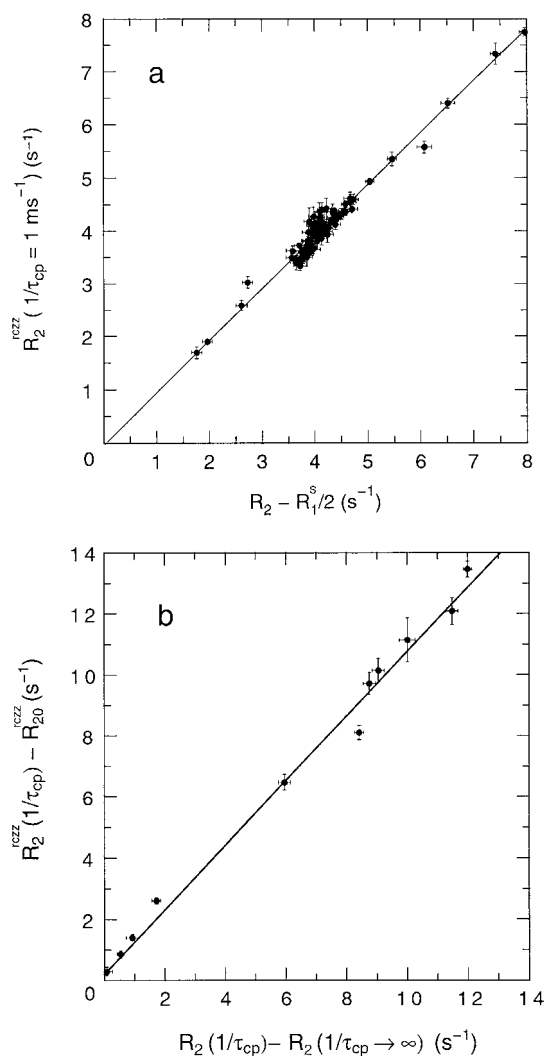 a
8
7
6
5
4
3
2
1
0
1 2 3 4 5 6 7 8
R₂ʳᶜᶻᶻ ( 1/τcp = 1 ms⁻¹ ) (s⁻¹)
R₂ − R₁ˢ/2 (s⁻¹)
b
14
12
10
8
6
4
2
0
2 4 6 8 10 12 14
R₂ʳᶜᶻᶻ (1/τcp) − R₂₀ʳᶜᶻᶻ (s⁻¹)
R₂ (1/τcp) − R₂ (1/τcp → ∞) (s⁻¹)